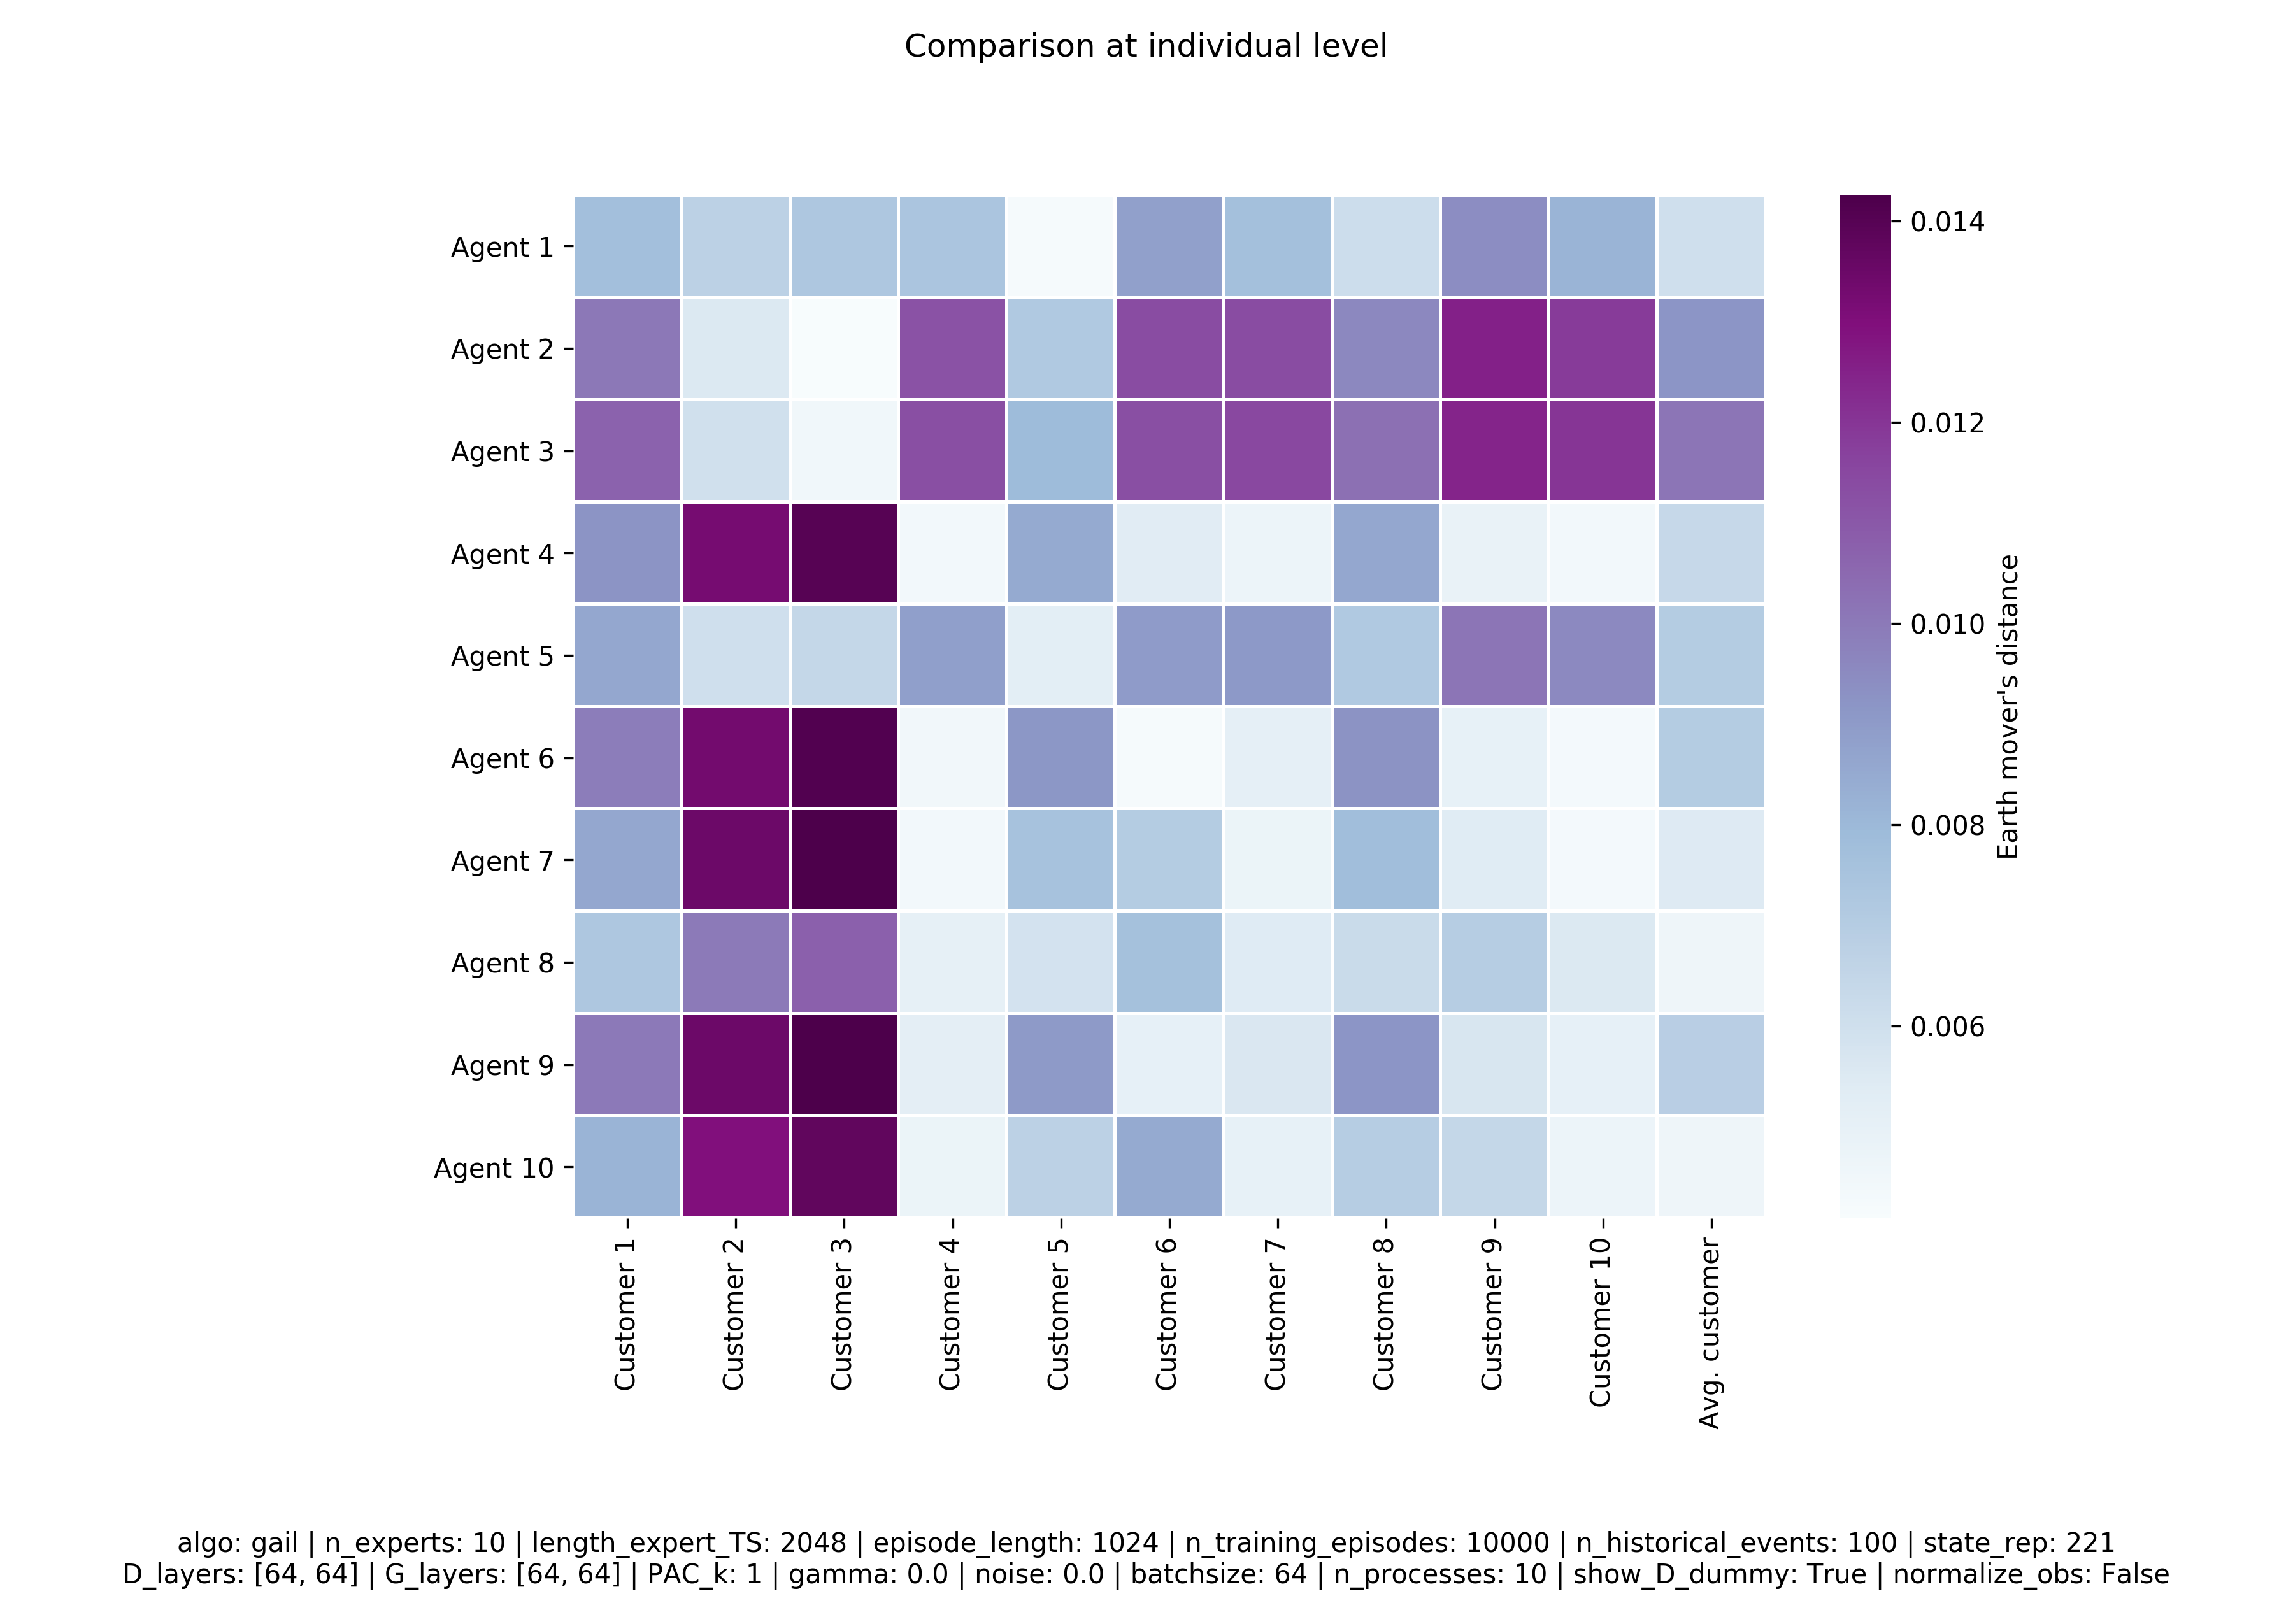 Comparison at individual level
Agent 1
Agent 2
Agent 3
Agent 4
Agent 5
Agent 6
Agent 7
Agent 8
Agent 9
Agent 10
Customer 1
Customer 2
Customer 3
Customer 4
Customer 5
Customer 6
Customer 7
Customer 8
Customer 9
Customer 10
Avg. customer
0.014
0.012
0.010
0.008
0.006
Earth mover's distance
algo: gail | n_experts: 10 | length_expert_TS: 2048 | episode_length: 1024 | n_training_episodes: 10000 | n_historical_events: 100 | state_rep: 221
D_layers: [64, 64] | G_layers: [64, 64] | PAC_k: 1 | gamma: 0.0 | noise: 0.0 | batchsize: 64 | n_processes: 10 | show_D_dummy: True | normalize_obs: False